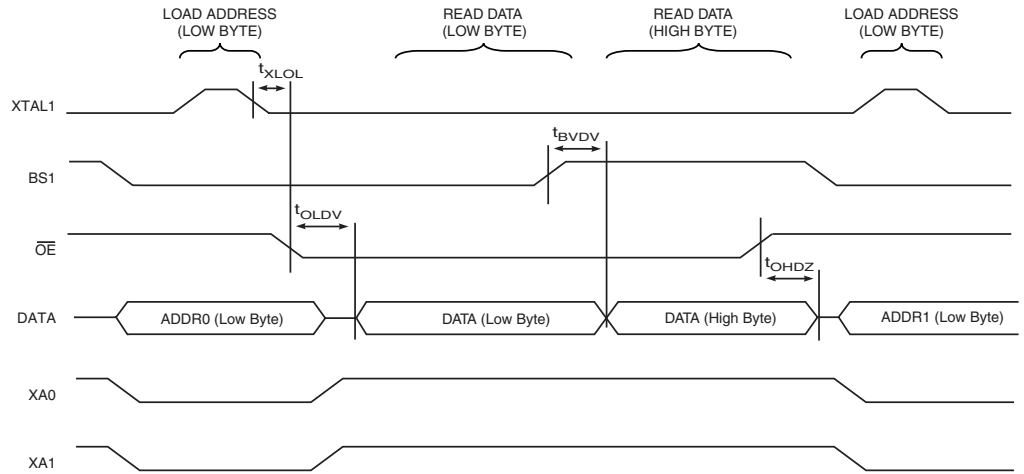 LOAD ADDRESS
(LOW BYTE)
READ DATA
(LOW BYTE)
READ DATA
(HIGH BYTE)
LOAD ADDRESS
(LOW BYTE)
tXLOL
XTAL1
tBVDV
BS1
tOLDV
OE
tOHDZ
DATA
ADDR0 (Low Byte)
DATA (Low Byte)
DATA (High Byte)
ADDR1 (Low Byte)
XA0
XA1